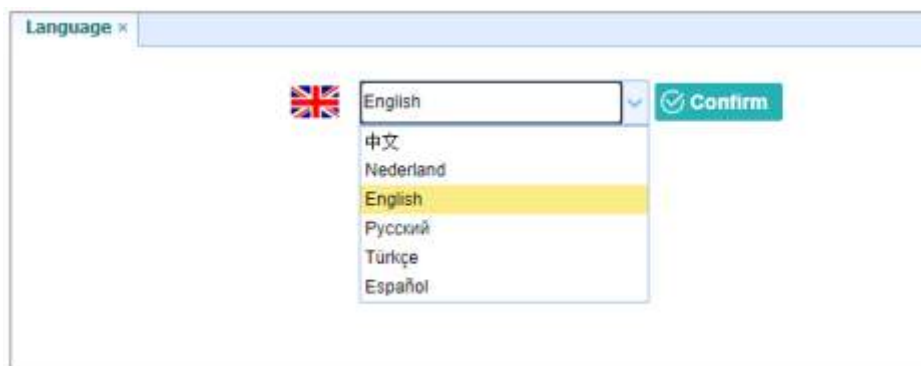 Language ×
English
Confirm
中文
Nederland
English
Русский
Türkçe
Español